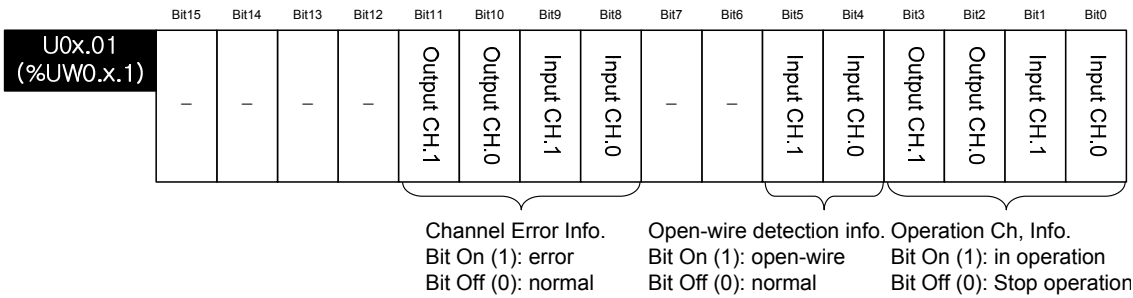 Bit15 Bit14 Bit13 Bit12 Bit11 Bit10 Bit9 Bit8 Bit7 Bit6 Bit5 Bit4 Bit3 Bit2 Bit1 Bit0
U0x.01
(%UW0.x.1)
– – – – Output CH.1 Output CH.0 Input CH.1 Input CH.0 – – Input CH.1 Input CH.0 Output CH.1 Output CH.0 Input CH.1 Input CH.0
Channel Error Info.
Bit On (1): error
Bit Off (0): normal
Open-wire detection info.
Bit On (1): open-wire
Bit Off (0): normal
Operation Ch, Info.
Bit On (1): in operation
Bit Off (0): Stop operation